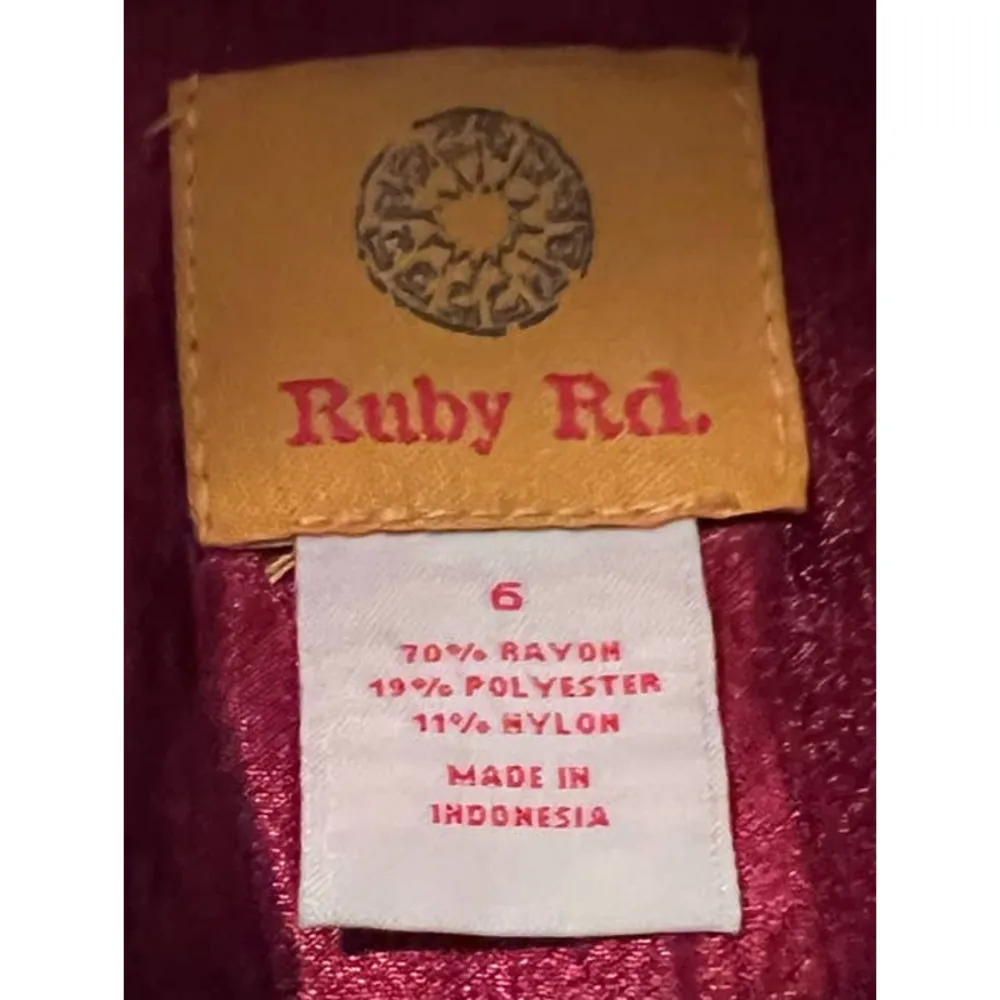 Ruby Rd.
6
70% RAYON
19% POLYESTER
11% NYLON
MADE IN
INDONESIA